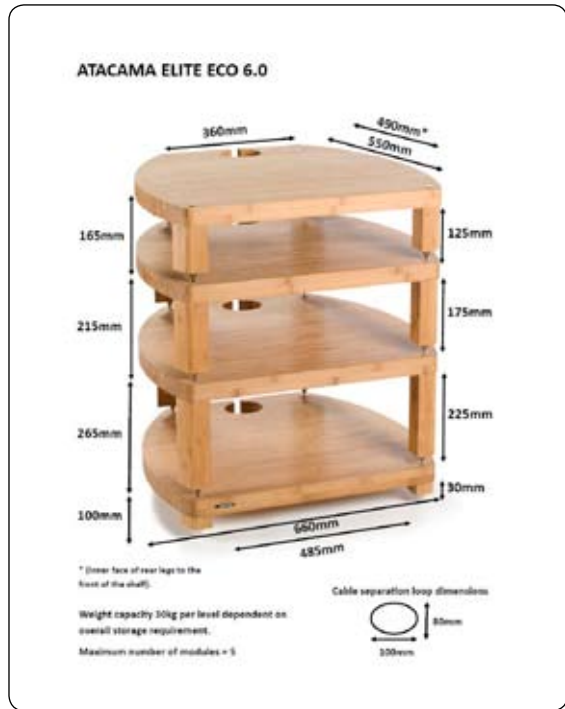 ATACAMA ELITE ECO 6.0
360mm
490mm*
550mm
165mm
125mm
215mm
175mm
265mm
225mm
100mm
30mm
660mm
485mm
* (Inner face of rear legs to the
front of the shelf).
Cable separation loop dimensions
Weight capacity 30kg per level dependent on
overall storage requirement.
80mm
Maximum number of modules = 5
100mm